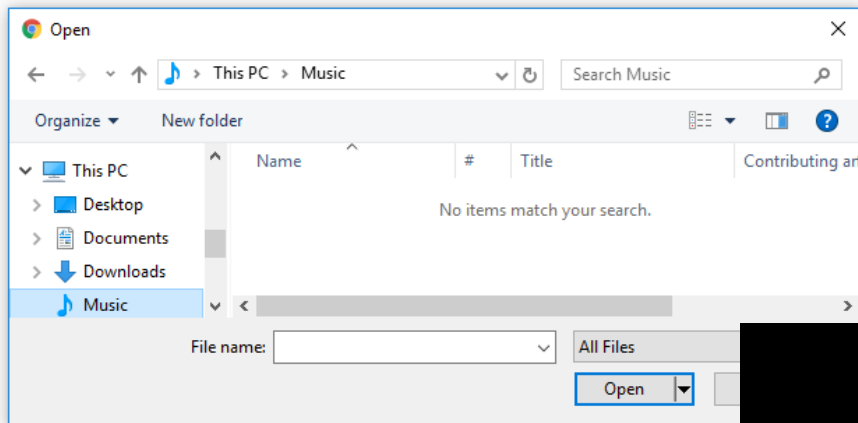 Open
This PC > Music
Search Music
Organize
New folder
?
Name
#
Title
Contributing ar
This PC
Desktop
Documents
Downloads
Music
No items match your search.
File name:
All Files
Open